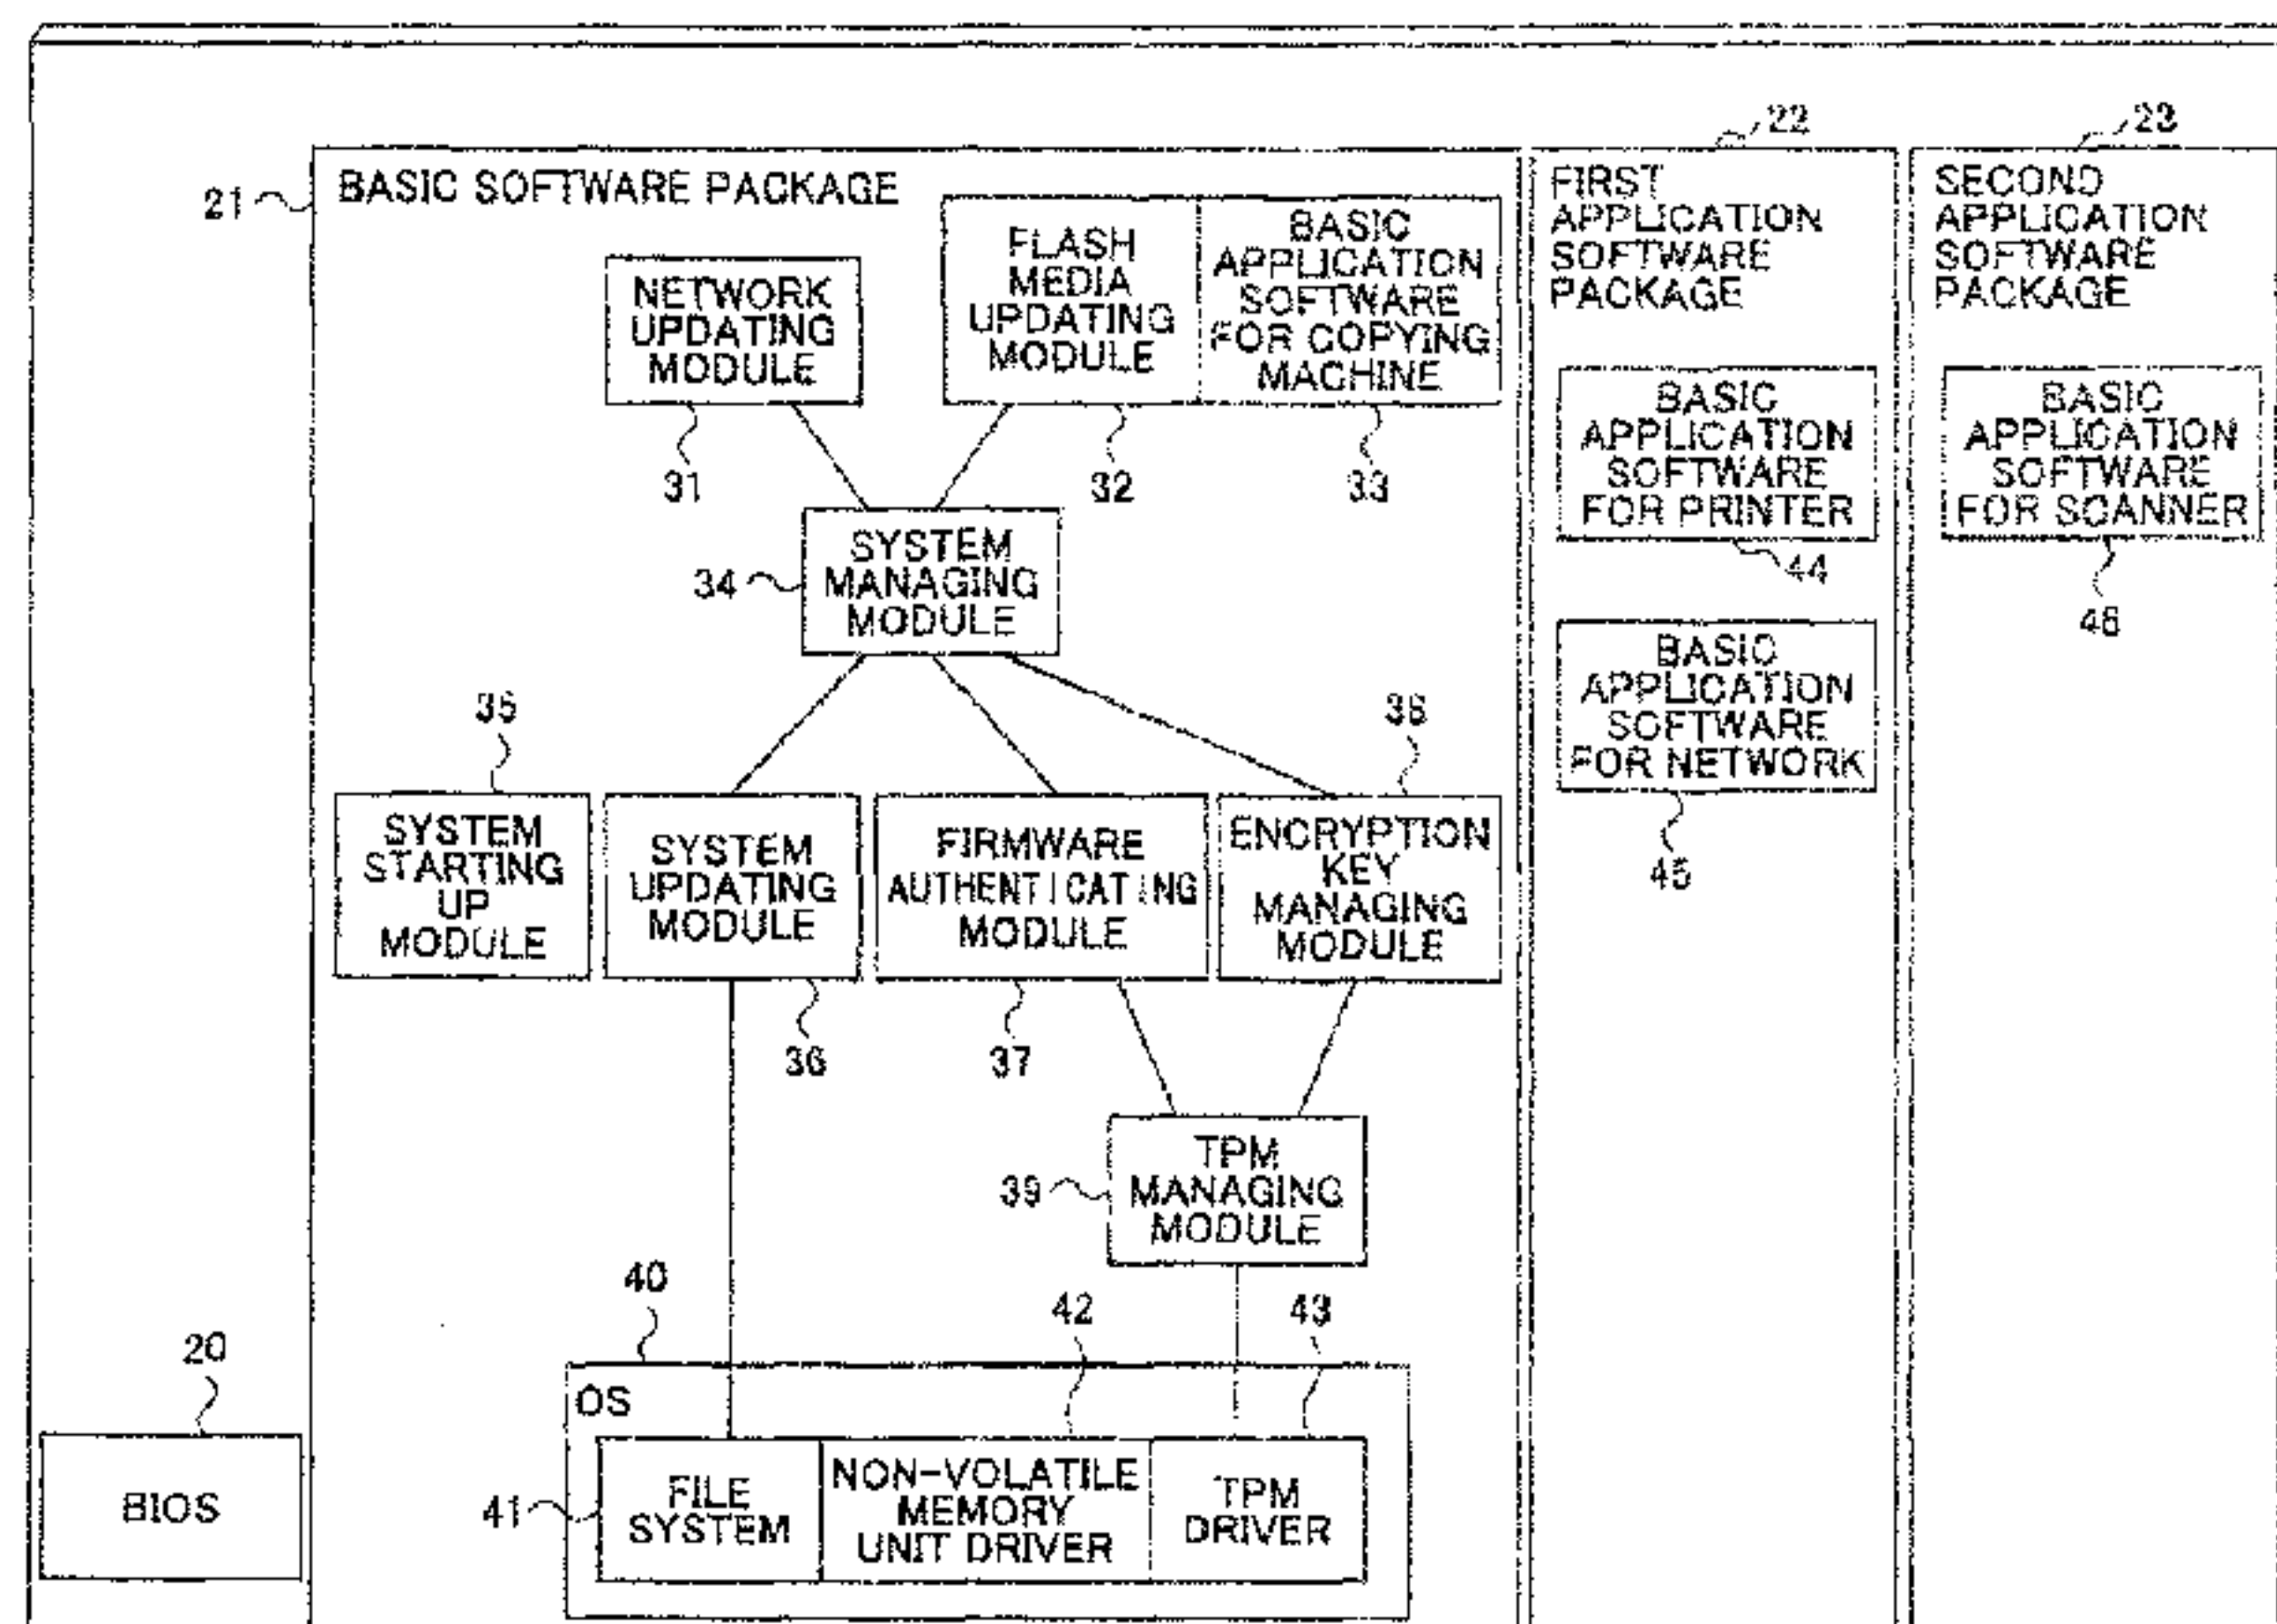 22
23
21
BASIC SOFTWARE PACKAGE
FIRST
APPLICATION
SOFTWARE
PACKAGE
SECOND
APPLICATION
SOFTWARE
PACKAGE
NETWORK
UPDATING
MODULE
31
FLASH
MEDIA
UPDATING
MODULE
32
BASIC
APPLICATION
SOFTWARE
FOR COPYING
MACHINE
33
BASIC
APPLICATION
SOFTWARE
FOR PRINTER
44
BASIC
APPLICATION
SOFTWARE
FOR SCANNER
46
34
SYSTEM
MANAGING
MODULE
BASIC
APPLICATION
SOFTWARE
FOR NETWORK
45
35
SYSTEM
STARTING
UP
MODULE
SYSTEM
UPDATING
MODULE
36
FIRMWARE
AUTHENTICATING
MODULE
37
38
ENCRYPTION
KEY
MANAGING
MODULE
39
TPM
MANAGING
MODULE
40
42
43
OS
41
FILE
SYSTEM
NON-VOLATILE
MEMORY
UNIT DRIVER
TPM
DRIVER
20
BIOS